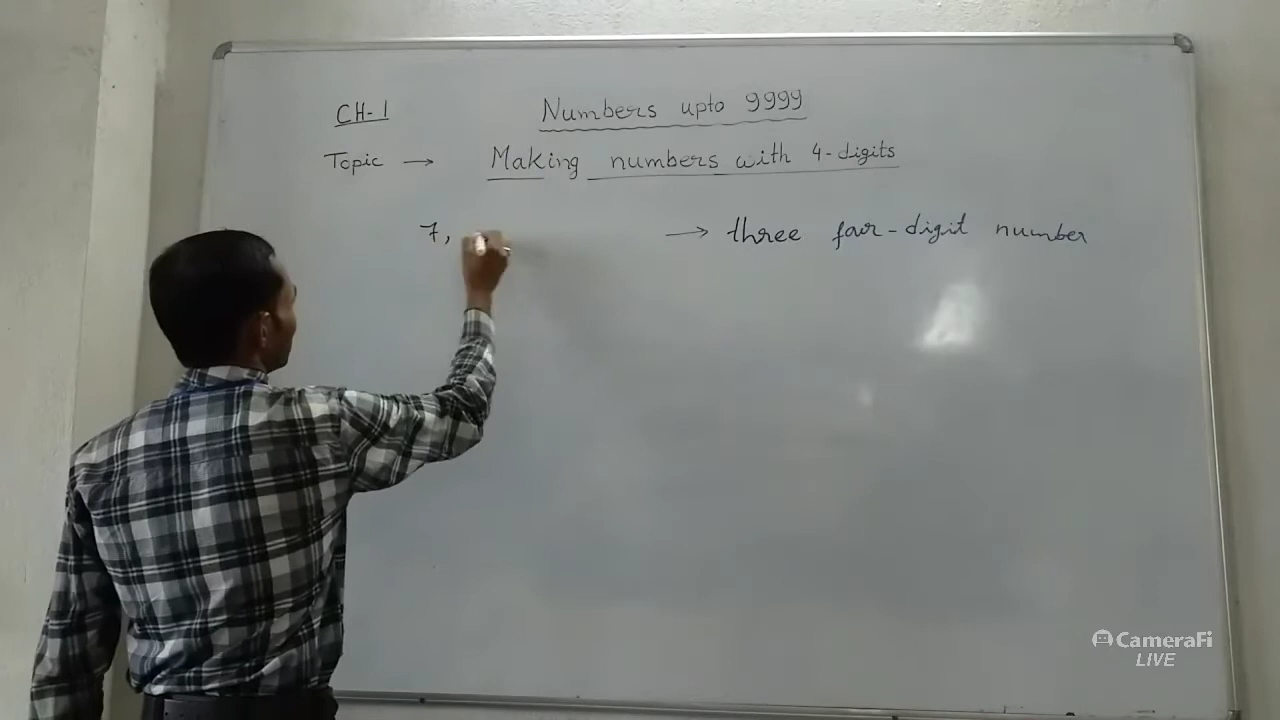 CH-1 Numbers upto 9999
Topic → Making numbers with 4-digits
7, → three four-digit number
CameraFi
LIVE